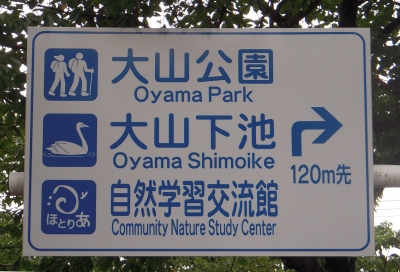 大山公園
Oyama Park
大山下池
Oyama Shimoike
120m先
ほとりあ
自然学習交流館
Community Nature Study Center